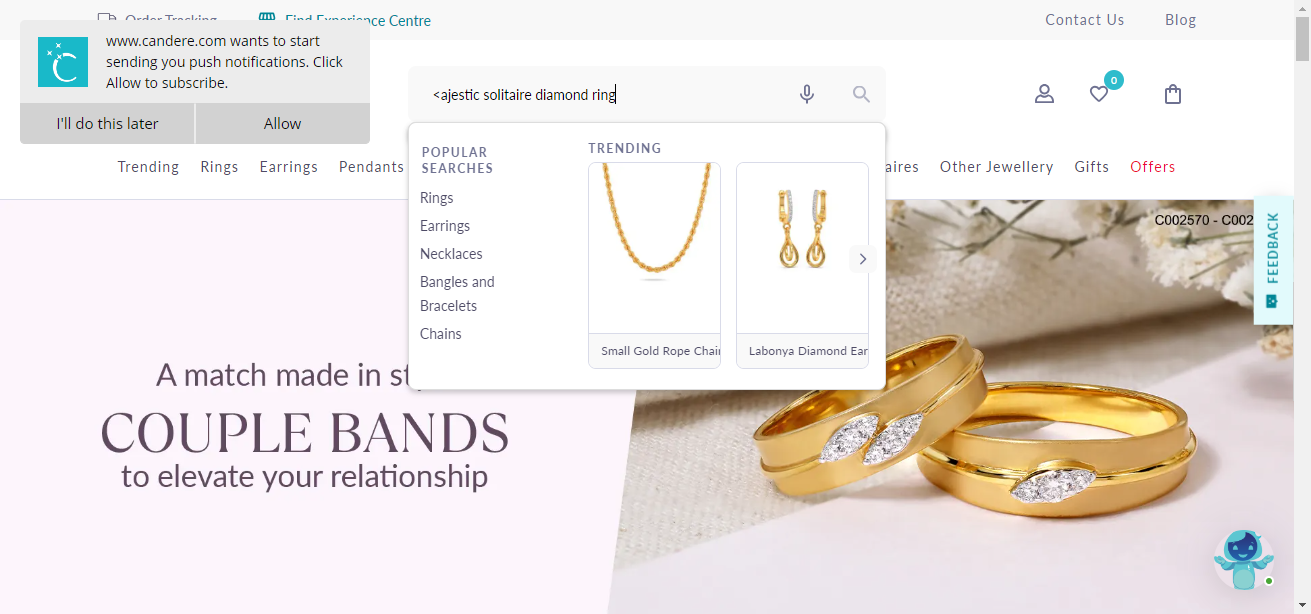 Order Tracking
Find Experience Centre
Contact Us
Blog
www.candere.com wants to start
sending you push notifications. Click
Allow to subscribe.
I'll do this later
Allow
<ajestic solitaire diamond ring
0
Trending
Rings
Earrings
Pendants
aires
Other Jewellery
Gifts
Offers
POPULAR
SEARCHES
Rings
Earrings
Necklaces
Bangles and
Bracelets
Chains
TRENDING
Small Gold Rope Chain
Labonya Diamond Ear
C002570 - C002
FEEDBACK
A match made in st
COUPLE BANDS
to elevate your relationship